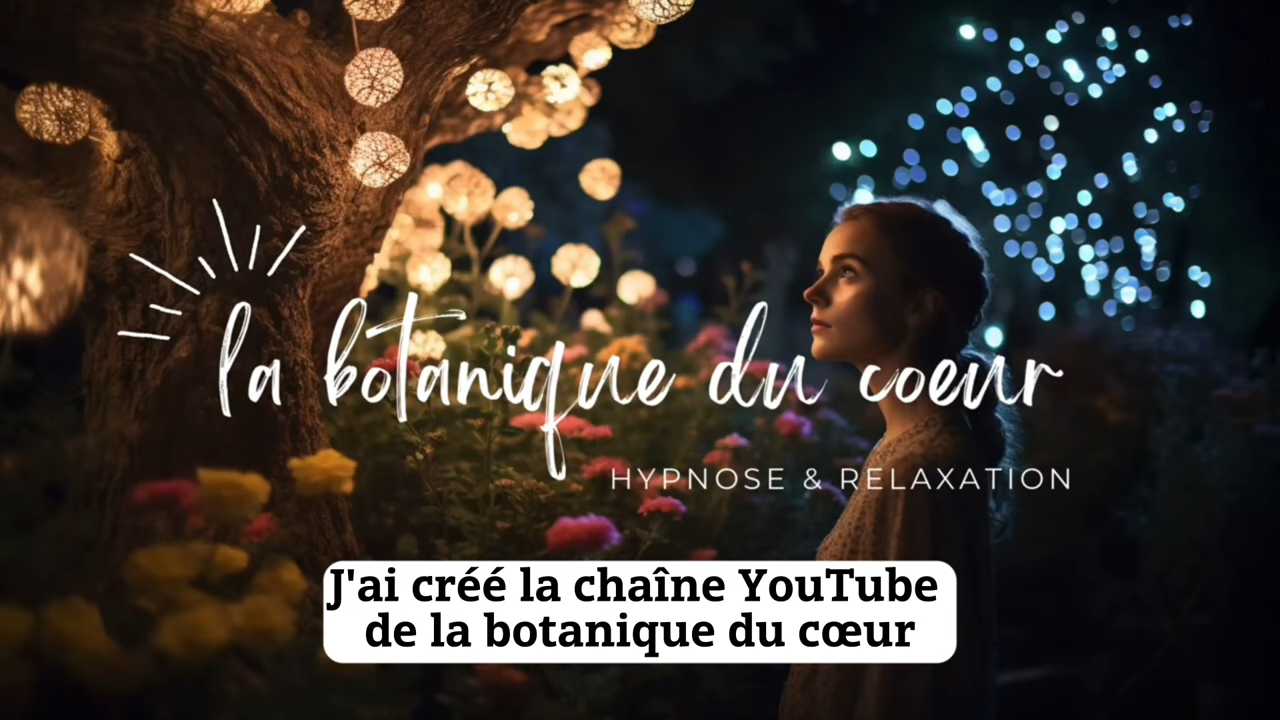 la botanique du coeur
HYPNOSE & RELAXATION
J'ai créé la chaîne YouTube
de la botanique du cœur